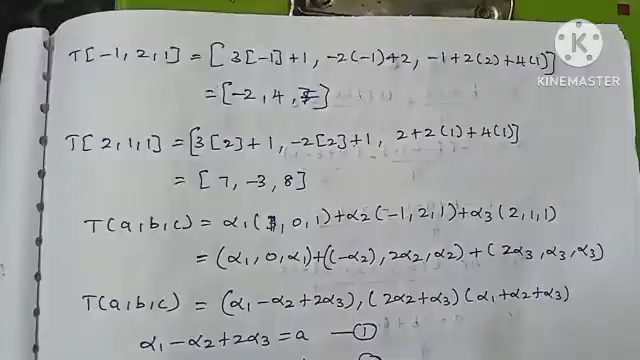 T[-1, 2, 1] = [3[-1]+1, -2(-1)+2, -1+2(2)+4(1)]
= [-2, 4, 7]
T[2, 1, 1] = [3[2]+1, -2[2]+1, 2+2(1)+4(1)]
= [7, -3, 8]
T(a,b,c) = α1(1, 0, 1)+α2(-1, 2, 1)+α3(2, 1, 1)
= (α1, 0, α1)+((-α2), 2α2, α2)+(2α3, α3, α3)
T(a,b,c) = (α1-α2+2α3), (2α2+α3) (α1+α2+α3)
α1-α2+2α3 = a —①
KINEMASTER